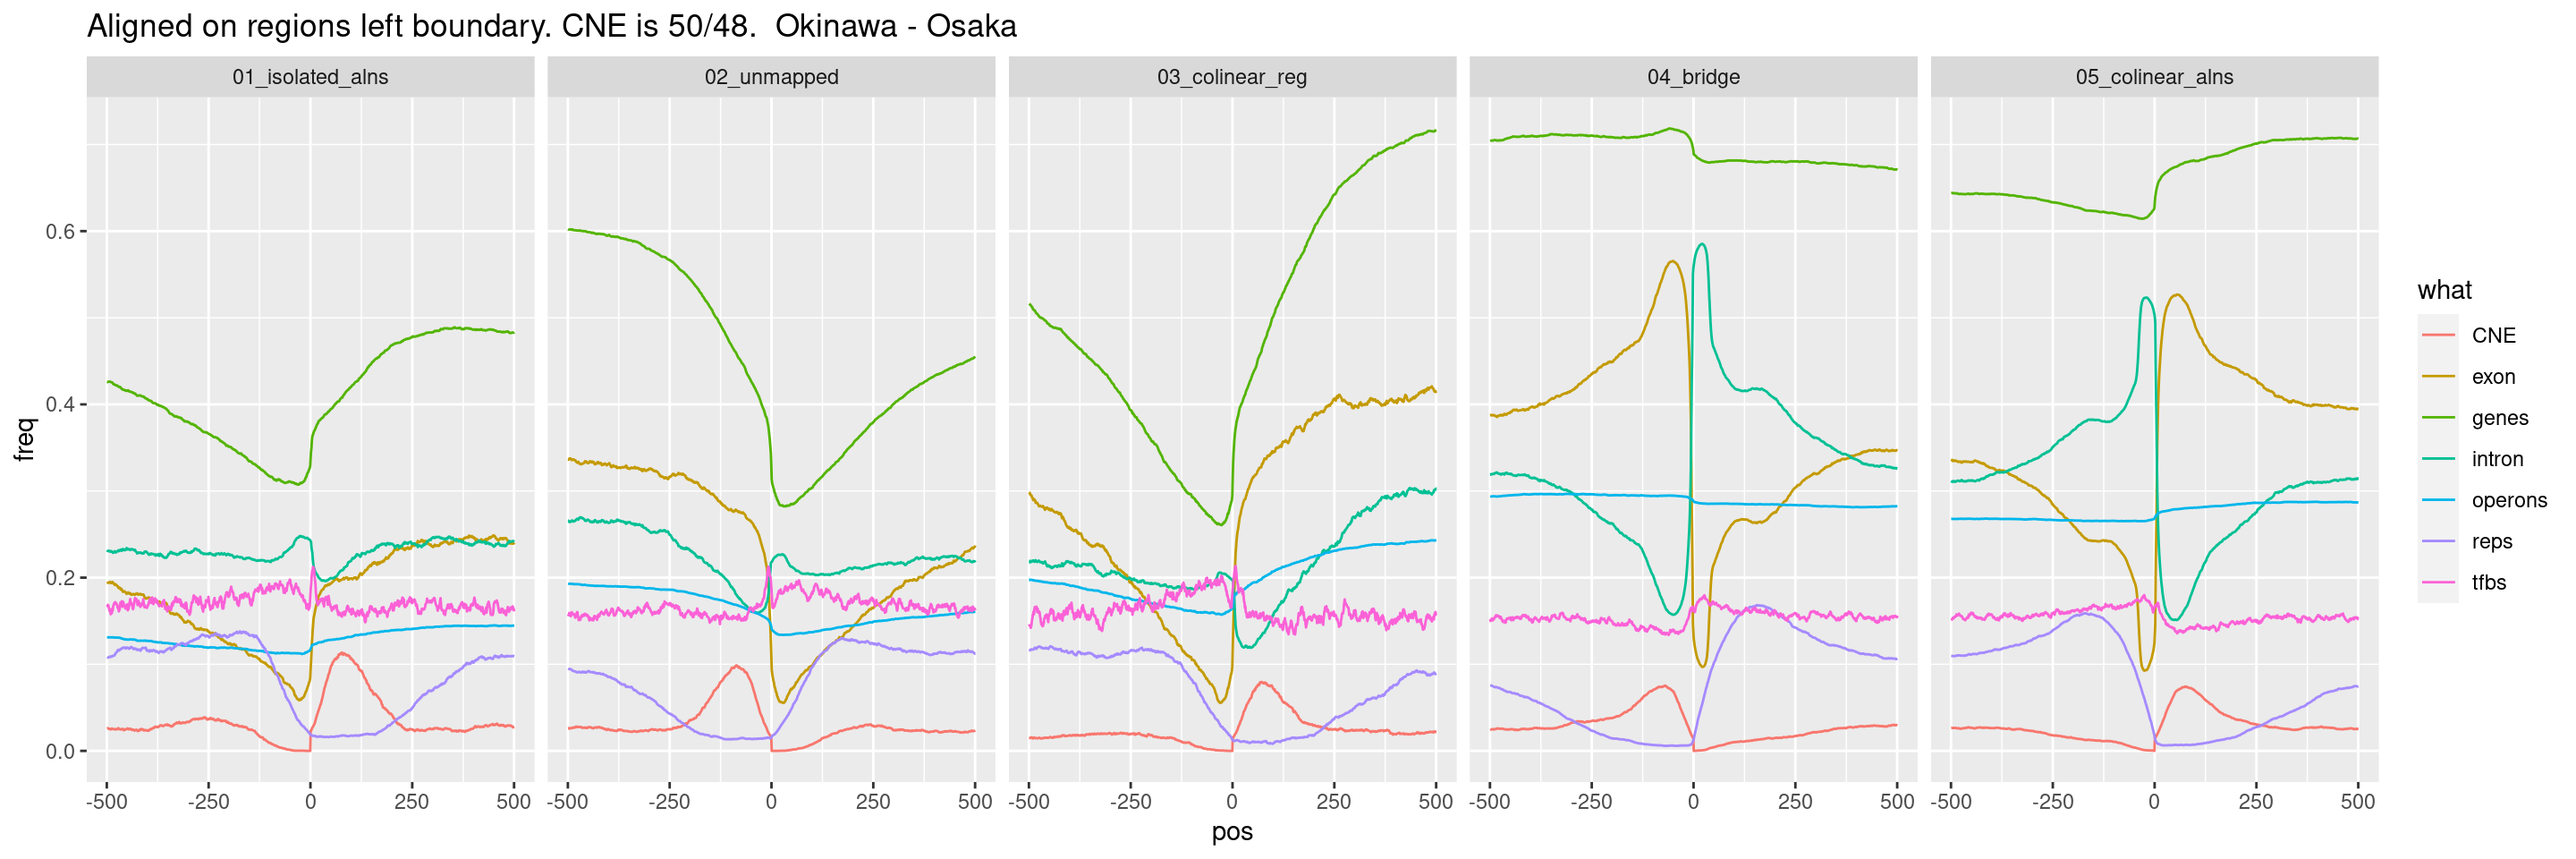 Aligned on regions left boundary. CNE is 50/48.  Okinawa - Osaka
01_isolated_alns 02_unmapped 03_colinear_reg 04_bridge 05_colinear_alns
freq
0.6
0.4
0.2
0.0
-500 -250 0 250 500 -500 -250 0 250 500 -500 -250 0 250 500 -500 -250 0 250 500 -500 -250 0 250 500
pos
what
CNE
exon
genes
intron
operons
reps
tfbs